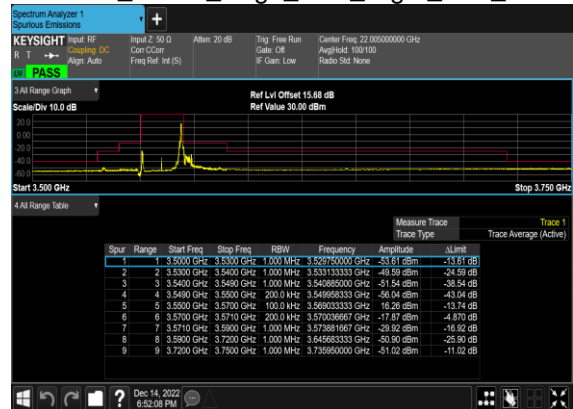 Spectrum Analyzer 1
Spurious Emissions
KEYSIGHT
R T
PASS
Input: RF
Coupling: DC
Align: Auto
Input Z: 50 Ω
Corr CCorr
Freq Ref: Int (S)
Atten: 20 dB
Trig: Free Run
Gate: Off
IF Gain: Low
Center Freq: 22.005000000 GHz
Avg|Hold: 100/100
Radio Std: None
3 All Range Graph
Scale/Div 10.0 dB
Ref Lvl Offset 15.68 dB
Ref Value 30.00 dBm
20.0
0.00
-20.0
-40.0
-60.0
Start 3.500 GHz
Stop 3.750 GHz
4 All Range Table
Measure Trace Trace 1
Trace Type Trace Average (Active)
Spur Range Start Freq Stop Freq RBW Frequency Amplitude ΔLimit
1 1 3.5000 GHz 3.5300 GHz 1.000 MHz 3.529750000 GHz -53.61 dBm -13.61 dB
2 2 3.5300 GHz 3.5400 GHz 1.000 MHz 3.533133333 GHz -49.59 dBm -24.59 dB
3 3 3.5400 GHz 3.5490 GHz 1.000 MHz 3.540885000 GHz -51.54 dBm -38.54 dB
4 4 3.5490 GHz 3.5500 GHz 200.0 kHz 3.549958333 GHz -56.04 dBm -43.04 dB
5 5 3.5500 GHz 3.5700 GHz 100.0 kHz 3.569033333 GHz 16.26 dBm -13.74 dB
6 6 3.5700 GHz 3.5710 GHz 200.0 kHz 3.570036667 GHz -17.87 dBm -4.870 dB
7 7 3.5710 GHz 3.5900 GHz 1.000 MHz 3.573881667 GHz -29.92 dBm -16.92 dB
8 8 3.5900 GHz 3.7200 GHz 1.000 MHz 3.645683333 GHz -50.90 dBm -25.90 dB
9 9 3.7200 GHz 3.7500 GHz 1.000 MHz 3.735950000 GHz -51.02 dBm -11.02 dB
Dec 14, 2022
6:52:08 PM